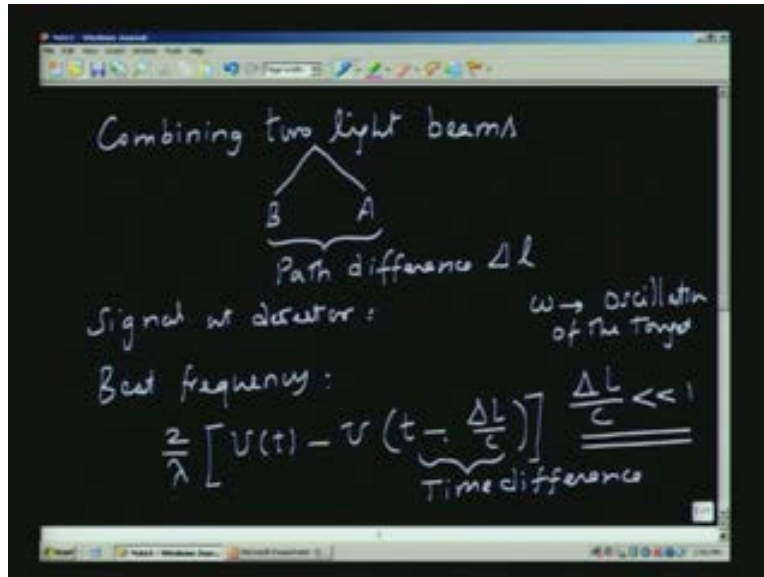 Combining two light beams
B A
Path difference Δl
Signal at detector:
ω → Oscillation
of the Target
Beat frequency:
2/λ [v(t) - v(t - ΔL/c)] ΔL/c << 1
Time difference